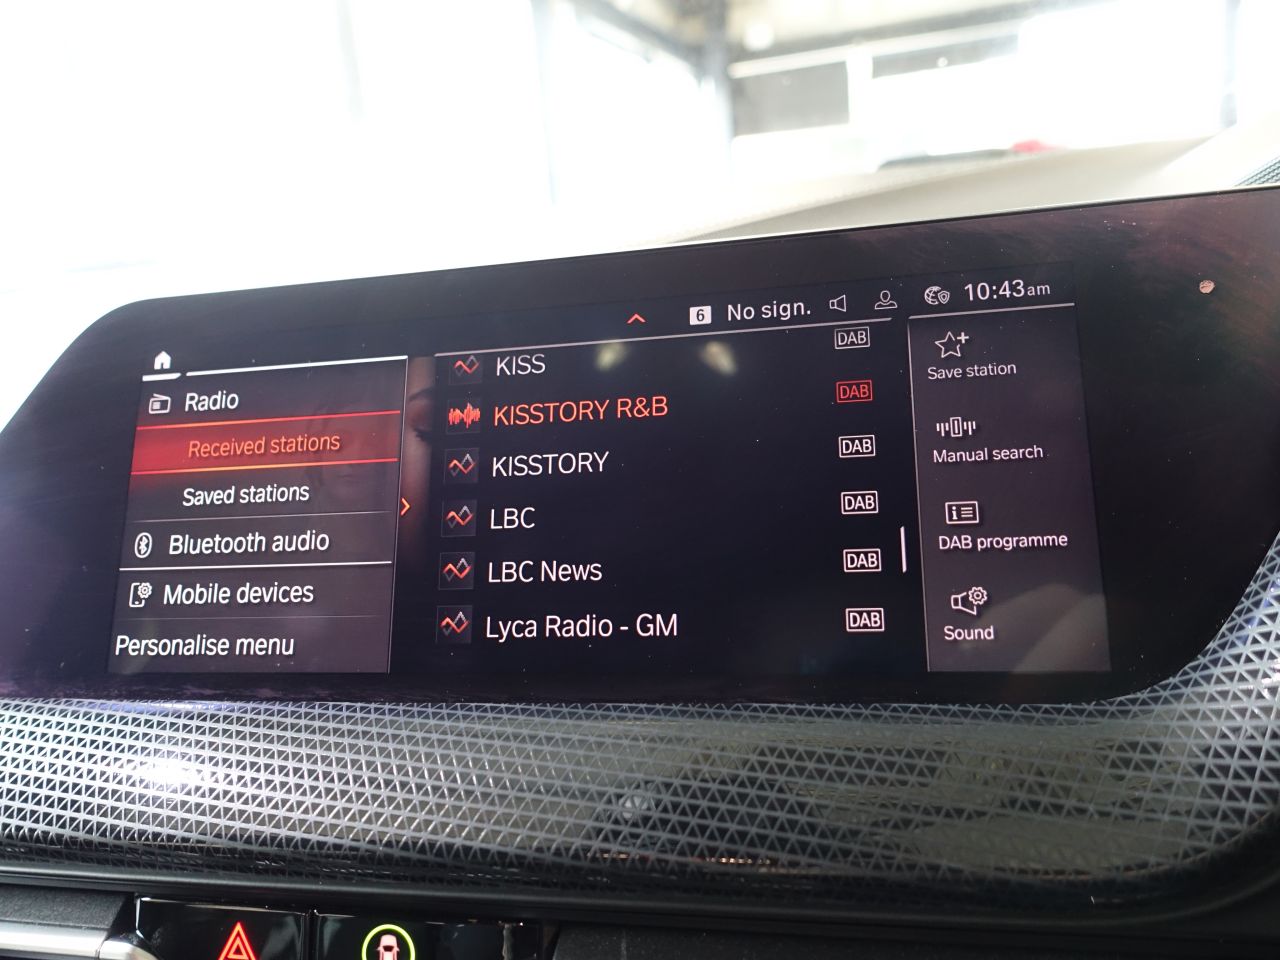 6 No sign. 10:43am
Radio
Received stations
Saved stations
Bluetooth audio
Mobile devices
Personalise menu
KISS DAB
KISSTORY R&B DAB
KISSTORY DAB
LBC DAB
LBC News DAB
Lyca Radio - GM DAB
Save station
Manual search
DAB programme
Sound